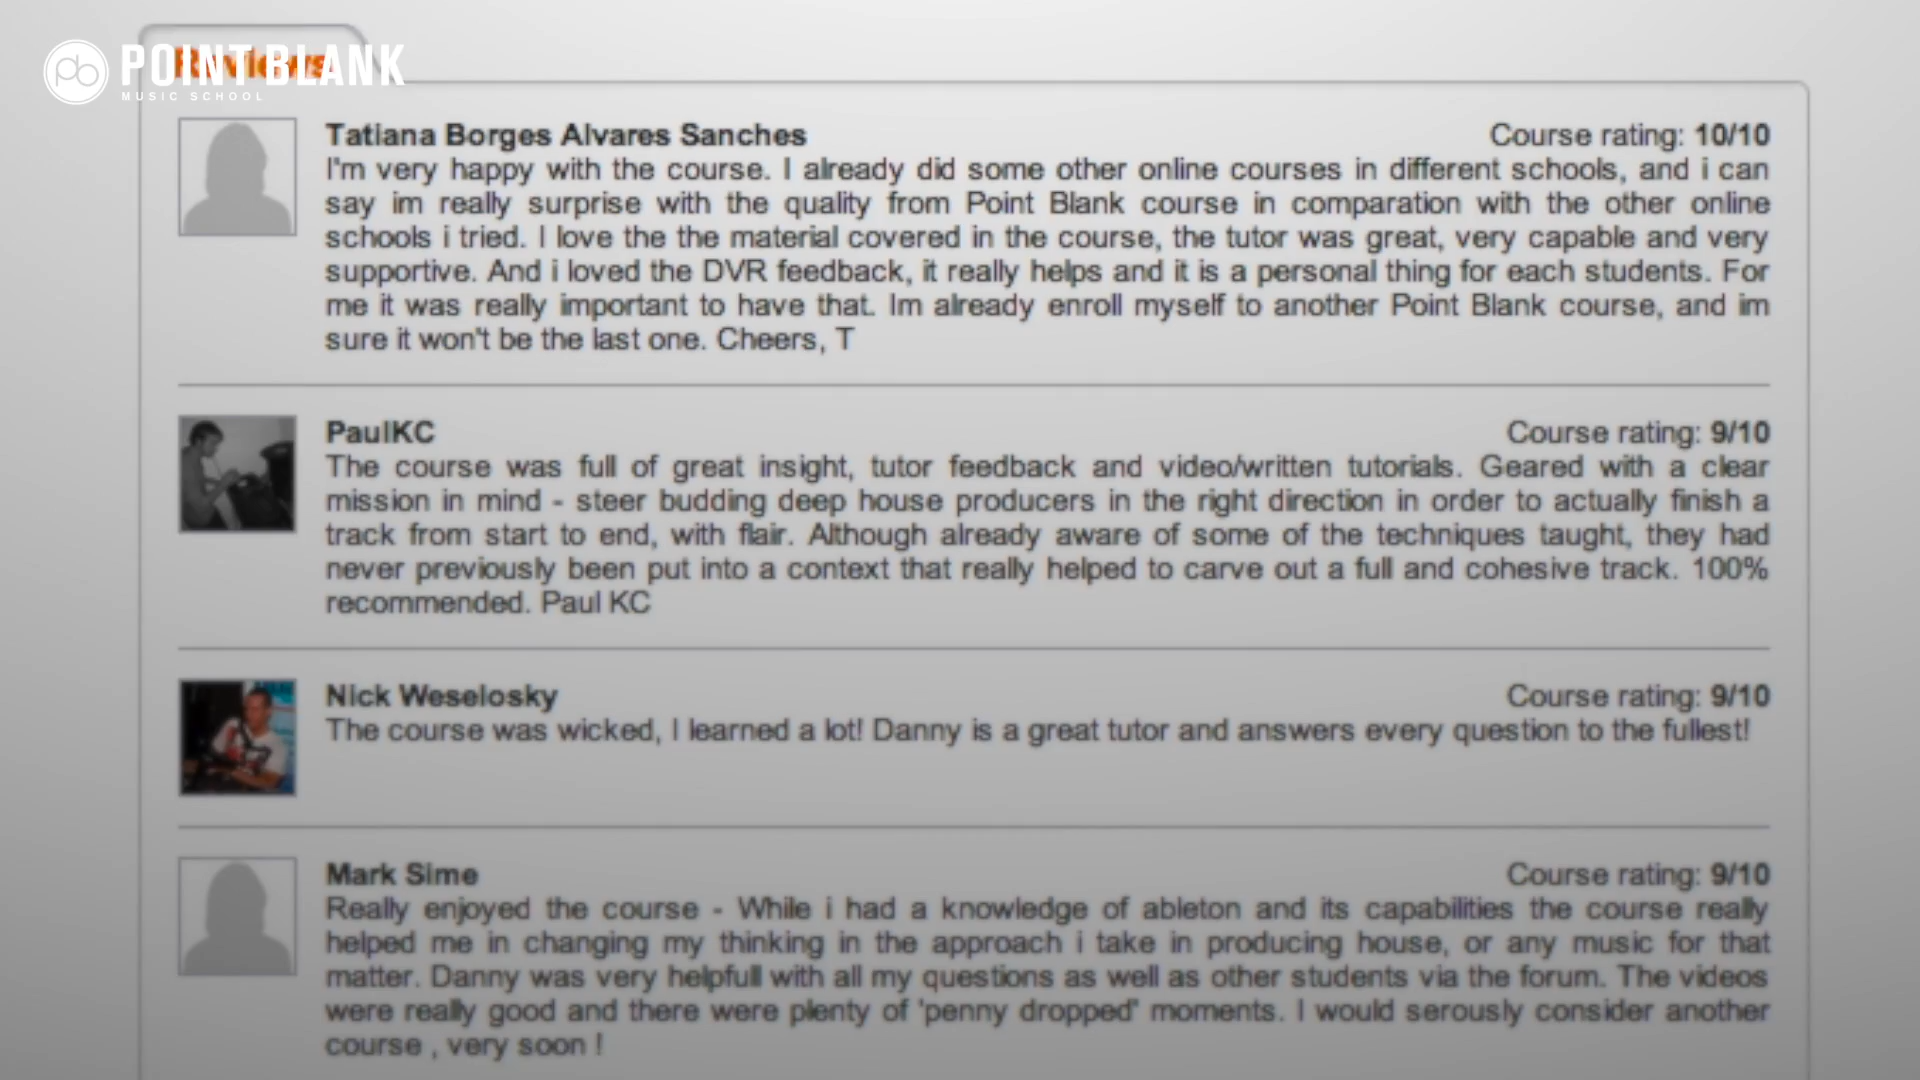 Reviews
pb POINT BLANK
MUSIC SCHOOL
Tatiana Borges Alvares Sanches Course rating: 10/10
I'm very happy with the course. I already did some other online courses in different schools, and i can
say im really surprise with the quality from Point Blank course in comparation with the other online
schools i tried. I love the the material covered in the course, the tutor was great, very capable and very
supportive. And i loved the DVR feedback, it really helps and it is a personal thing for each students. For
me it was really important to have that. Im already enroll myself to another Point Blank course, and im
sure it won't be the last one. Cheers, T
PaulKC Course rating: 9/10
The course was full of great insight, tutor feedback and video/written tutorials. Geared with a clear
mission in mind - steer budding deep house producers in the right direction in order to actually finish a
track from start to end, with flair. Although already aware of some of the techniques taught, they had
never previously been put into a context that really helped to carve out a full and cohesive track. 100%
recommended. Paul KC
Nick Weselosky Course rating: 9/10
The course was wicked, I learned a lot! Danny is a great tutor and answers every question to the fullest!
Mark Sime Course rating: 9/10
Really enjoyed the course - While i had a knowledge of ableton and its capabilities the course really
helped me in changing my thinking in the approach i take in producing house, or any music for that
matter. Danny was very helpfull with all my questions as well as other students via the forum. The videos
were really good and there were plenty of 'penny dropped' moments. I would serously consider another
course , very soon !